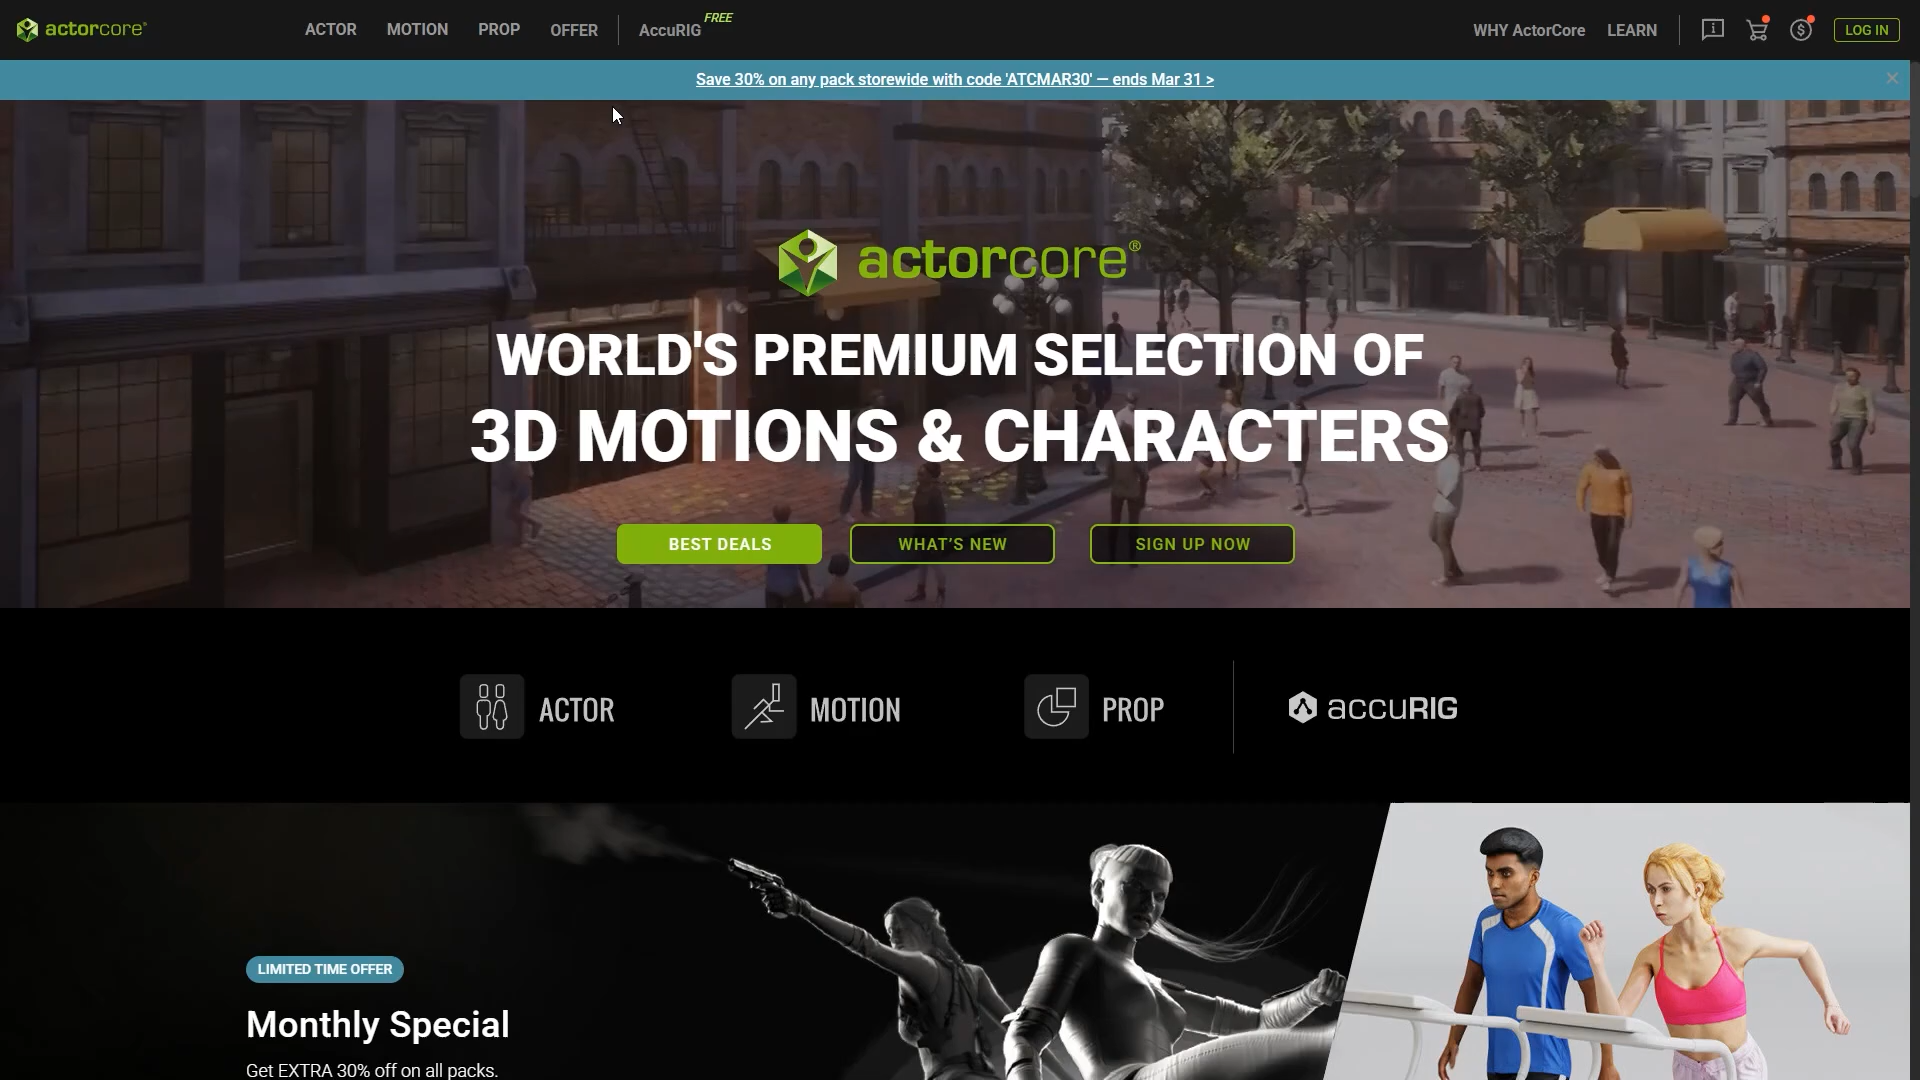 actorcore®
ACTOR
MOTION
PROP
OFFER
AccuRIG
FREE
WHY ActorCore
LEARN
LOG IN
Save 30% on any pack storewide with code 'ATCMAR30' — ends Mar 31 >
actorcore®
WORLD'S PREMIUM SELECTION OF
3D MOTIONS & CHARACTERS
BEST DEALS
WHAT'S NEW
SIGN UP NOW
ACTOR
MOTION
PROP
accuRIG
LIMITED TIME OFFER
Monthly Special
Get EXTRA 30% off on all packs.